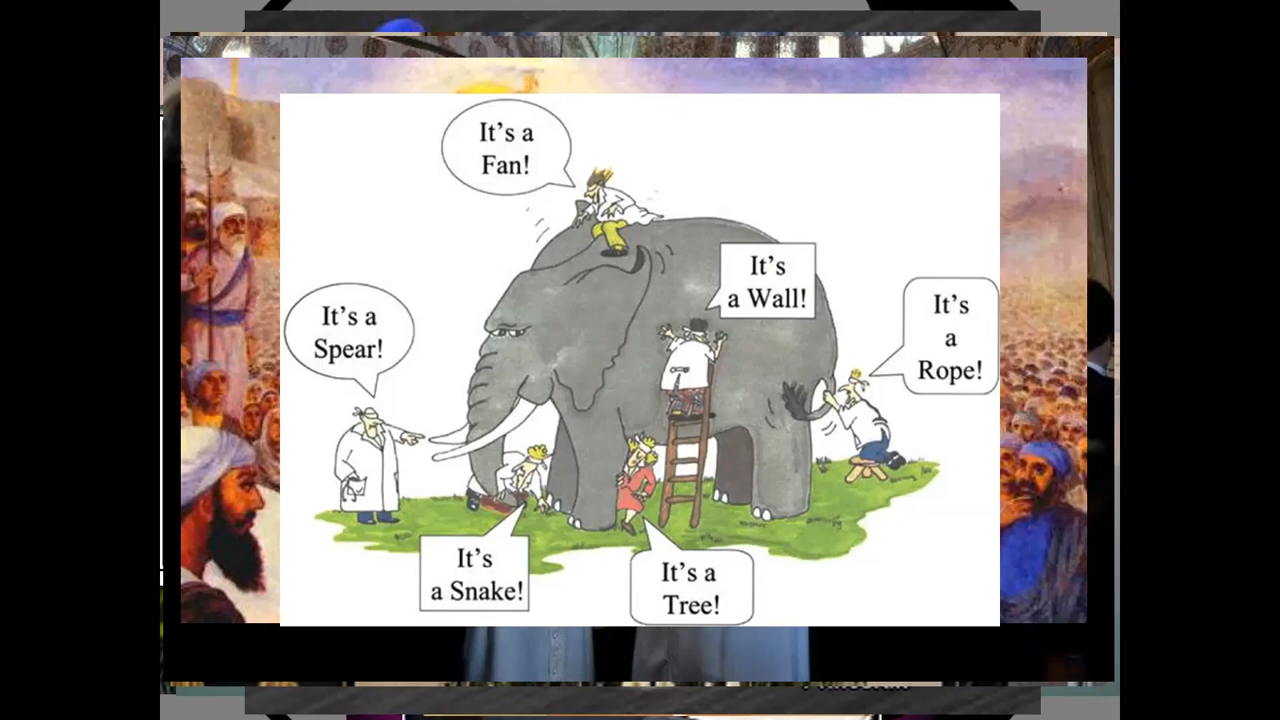 It's a
Fan!
It's
a Wall!
It's
a
Rope!
It's a
Spear!
It's
a Snake!
It's a
Tree!